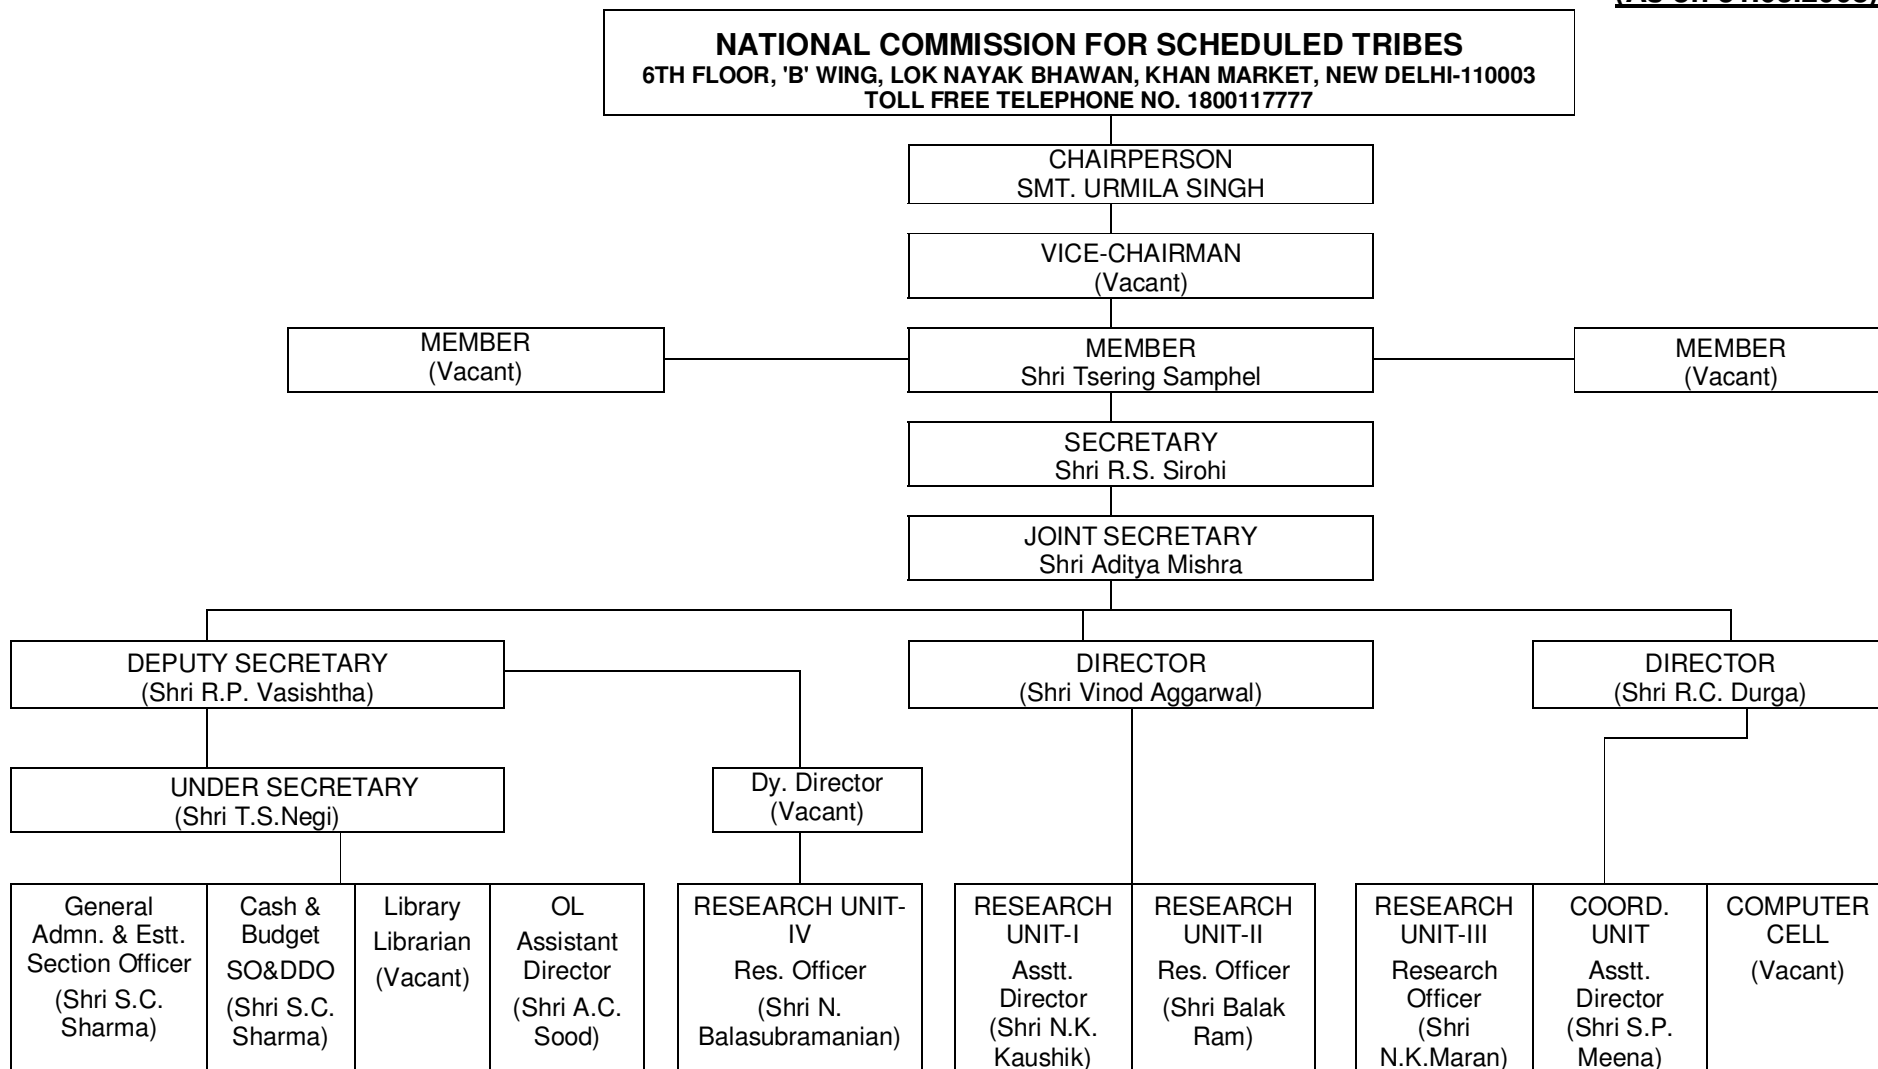 NATIONAL COMMISSION FOR SCHEDULED TRIBES
6TH FLOOR, 'B' WING, LOK NAYAK BHAWAN, KHAN MARKET, NEW DELHI-110003
TOLL FREE TELEPHONE NO. 1800117777
CHAIRPERSON
SMT. URMILA SINGH
VICE-CHAIRMAN
(Vacant)
MEMBER
(Vacant)
MEMBER
Shri Tsering Samphel
MEMBER
(Vacant)
SECRETARY
Shri R.S. Sirohi
JOINT SECRETARY
Shri Aditya Mishra
DEPUTY SECRETARY
(Shri R.P. Vasishtha)
DIRECTOR
(Shri Vinod Aggarwal)
DIRECTOR
(Shri R.C. Durga)
UNDER SECRETARY
(Shri T.S.Negi)
Dy. Director
(Vacant)
General
Admn. & Estt.
Section Officer
(Shri S.C.
Sharma)
Cash &
Budget
SO&DDO
(Shri S.C.
Sharma)
Library
Librarian
(Vacant)
OL
Assistant
Director
(Shri A.C.
Sood)
RESEARCH UNIT-
IV
Res. Officer
(Shri N.
Balasubramanian)
RESEARCH
UNIT-I
Asstt.
Director
(Shri N.K.
Kaushik)
RESEARCH
UNIT-II
Res. Officer
(Shri Balak
Ram)
RESEARCH
UNIT-III
Research
Officer
(Shri
N.K.Maran)
COORD.
UNIT
Asstt.
Director
(Shri S.P.
Meena)
COMPUTER
CELL
(Vacant)